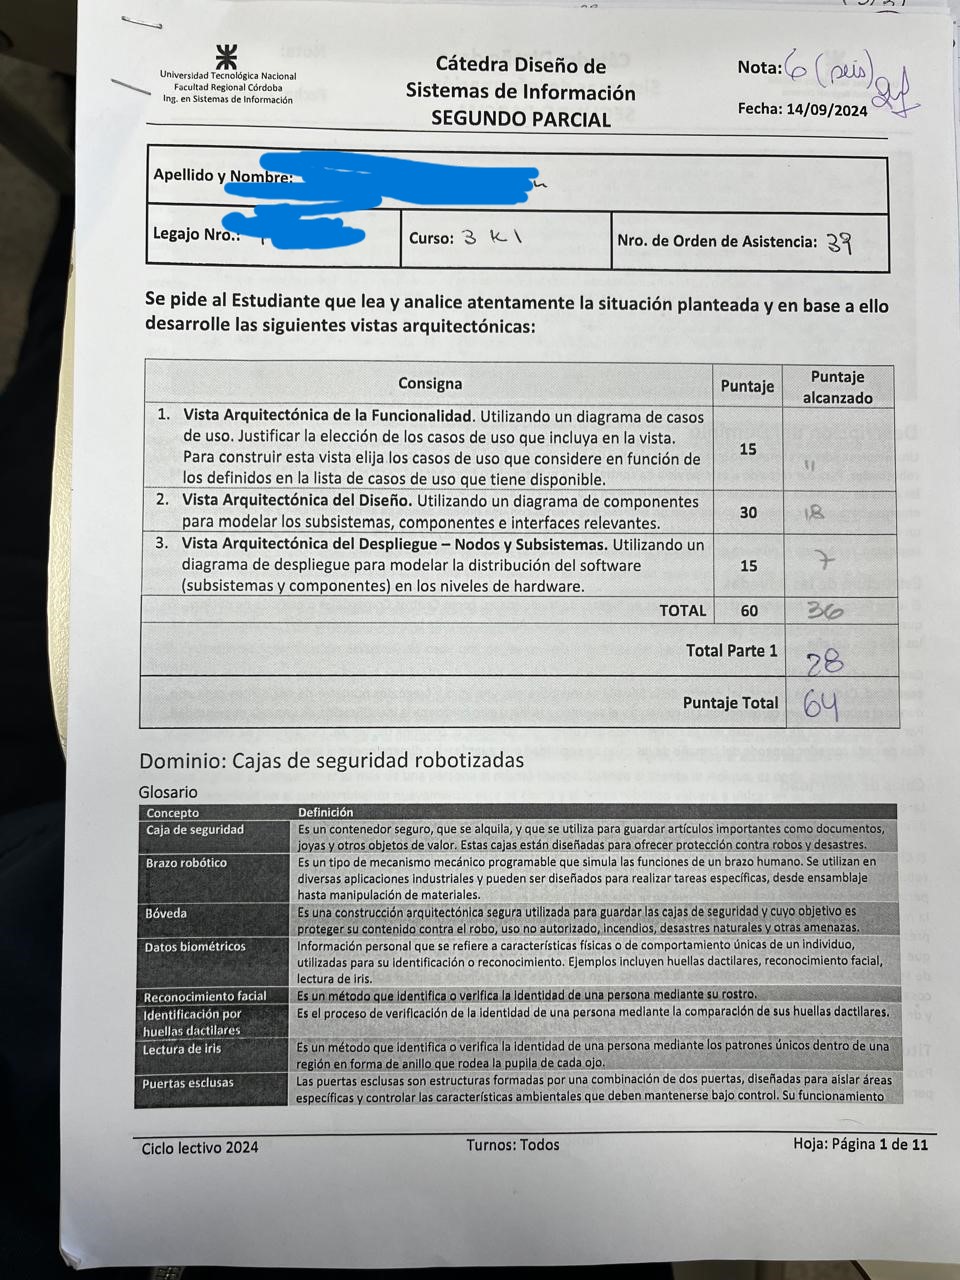 Universidad Tecnológica Nacional
Facultad Regional Córdoba
Ing. en Sistemas de Información
Cátedra Diseño de
Sistemas de Información
SEGUNDO PARCIAL
Nota: 6 (seis)
Fecha: 14/09/2024
Apellido y Nombre:
Legajo Nro.:
Curso: 3 K1
Nro. de Orden de Asistencia: 39
Se pide al Estudiante que lea y analice atentamente la situación planteada y en base a ello
desarrolle las siguientes vistas arquitectónicas:
Consigna
Puntaje
Puntaje
alcanzado
1. Vista Arquitectónica de la Funcionalidad. Utilizando un diagrama de casos
de uso. Justificar la elección de los casos de uso que incluya en la vista.
Para construir esta vista elija los casos de uso que considere en función de
los definidos en la lista de casos de uso que tiene disponible.
15
11
2. Vista Arquitectónica del Diseño. Utilizando un diagrama de componentes
para modelar los subsistemas, componentes e interfaces relevantes.
30
18
3. Vista Arquitectónica del Despliegue – Nodos y Subsistemas. Utilizando un
diagrama de despliegue para modelar la distribución del software
(subsistemas y componentes) en los niveles de hardware.
15
7
TOTAL
60
36
Total Parte 1
28
Puntaje Total
64
Dominio: Cajas de seguridad robotizadas
Glosario
Concepto
Definición
Caja de seguridad
Es un contenedor seguro, que se alquila, y que se utiliza para guardar artículos importantes como documentos,
joyas y otros objetos de valor. Estas cajas están diseñadas para ofrecer protección contra robos y desastres.
Brazo robótico
Es un tipo de mecanismo mecánico programable que simula las funciones de un brazo humano. Se utilizan en
diversas aplicaciones industriales y pueden ser diseñados para realizar tareas específicas, desde ensamblaje
hasta manipulación de materiales.
Bóveda
Es una construcción arquitectónica segura utilizada para guardar las cajas de seguridad y cuyo objetivo es
proteger su contenido contra el robo, uso no autorizado, incendios, desastres naturales y otras amenazas.
Datos biométricos
Información personal que se refiere a características físicas o de comportamiento únicas de un individuo,
utilizadas para su identificación o reconocimiento. Ejemplos incluyen huellas dactilares, reconocimiento facial,
lectura de iris.
Reconocimiento facial
Es un método que identifica o verifica la identidad de una persona mediante su rostro.
Identificación por
huellas dactilares
Es el proceso de verificación de la identidad de una persona mediante la comparación de sus huellas dactilares.
Lectura de iris
Es un método que identifica o verifica la identidad de una persona mediante los patrones únicos dentro de una
región en forma de anillo que rodea la pupila de cada ojo.
Puertas esclusas
Las puertas esclusas son estructuras formadas por una combinación de dos puertas, diseñadas para aislar áreas
específicas y controlar las características ambientales que deben mantenerse bajo control. Su funcionamiento
Ciclo lectivo 2024
Turnos: Todos
Hoja: Página 1 de 11